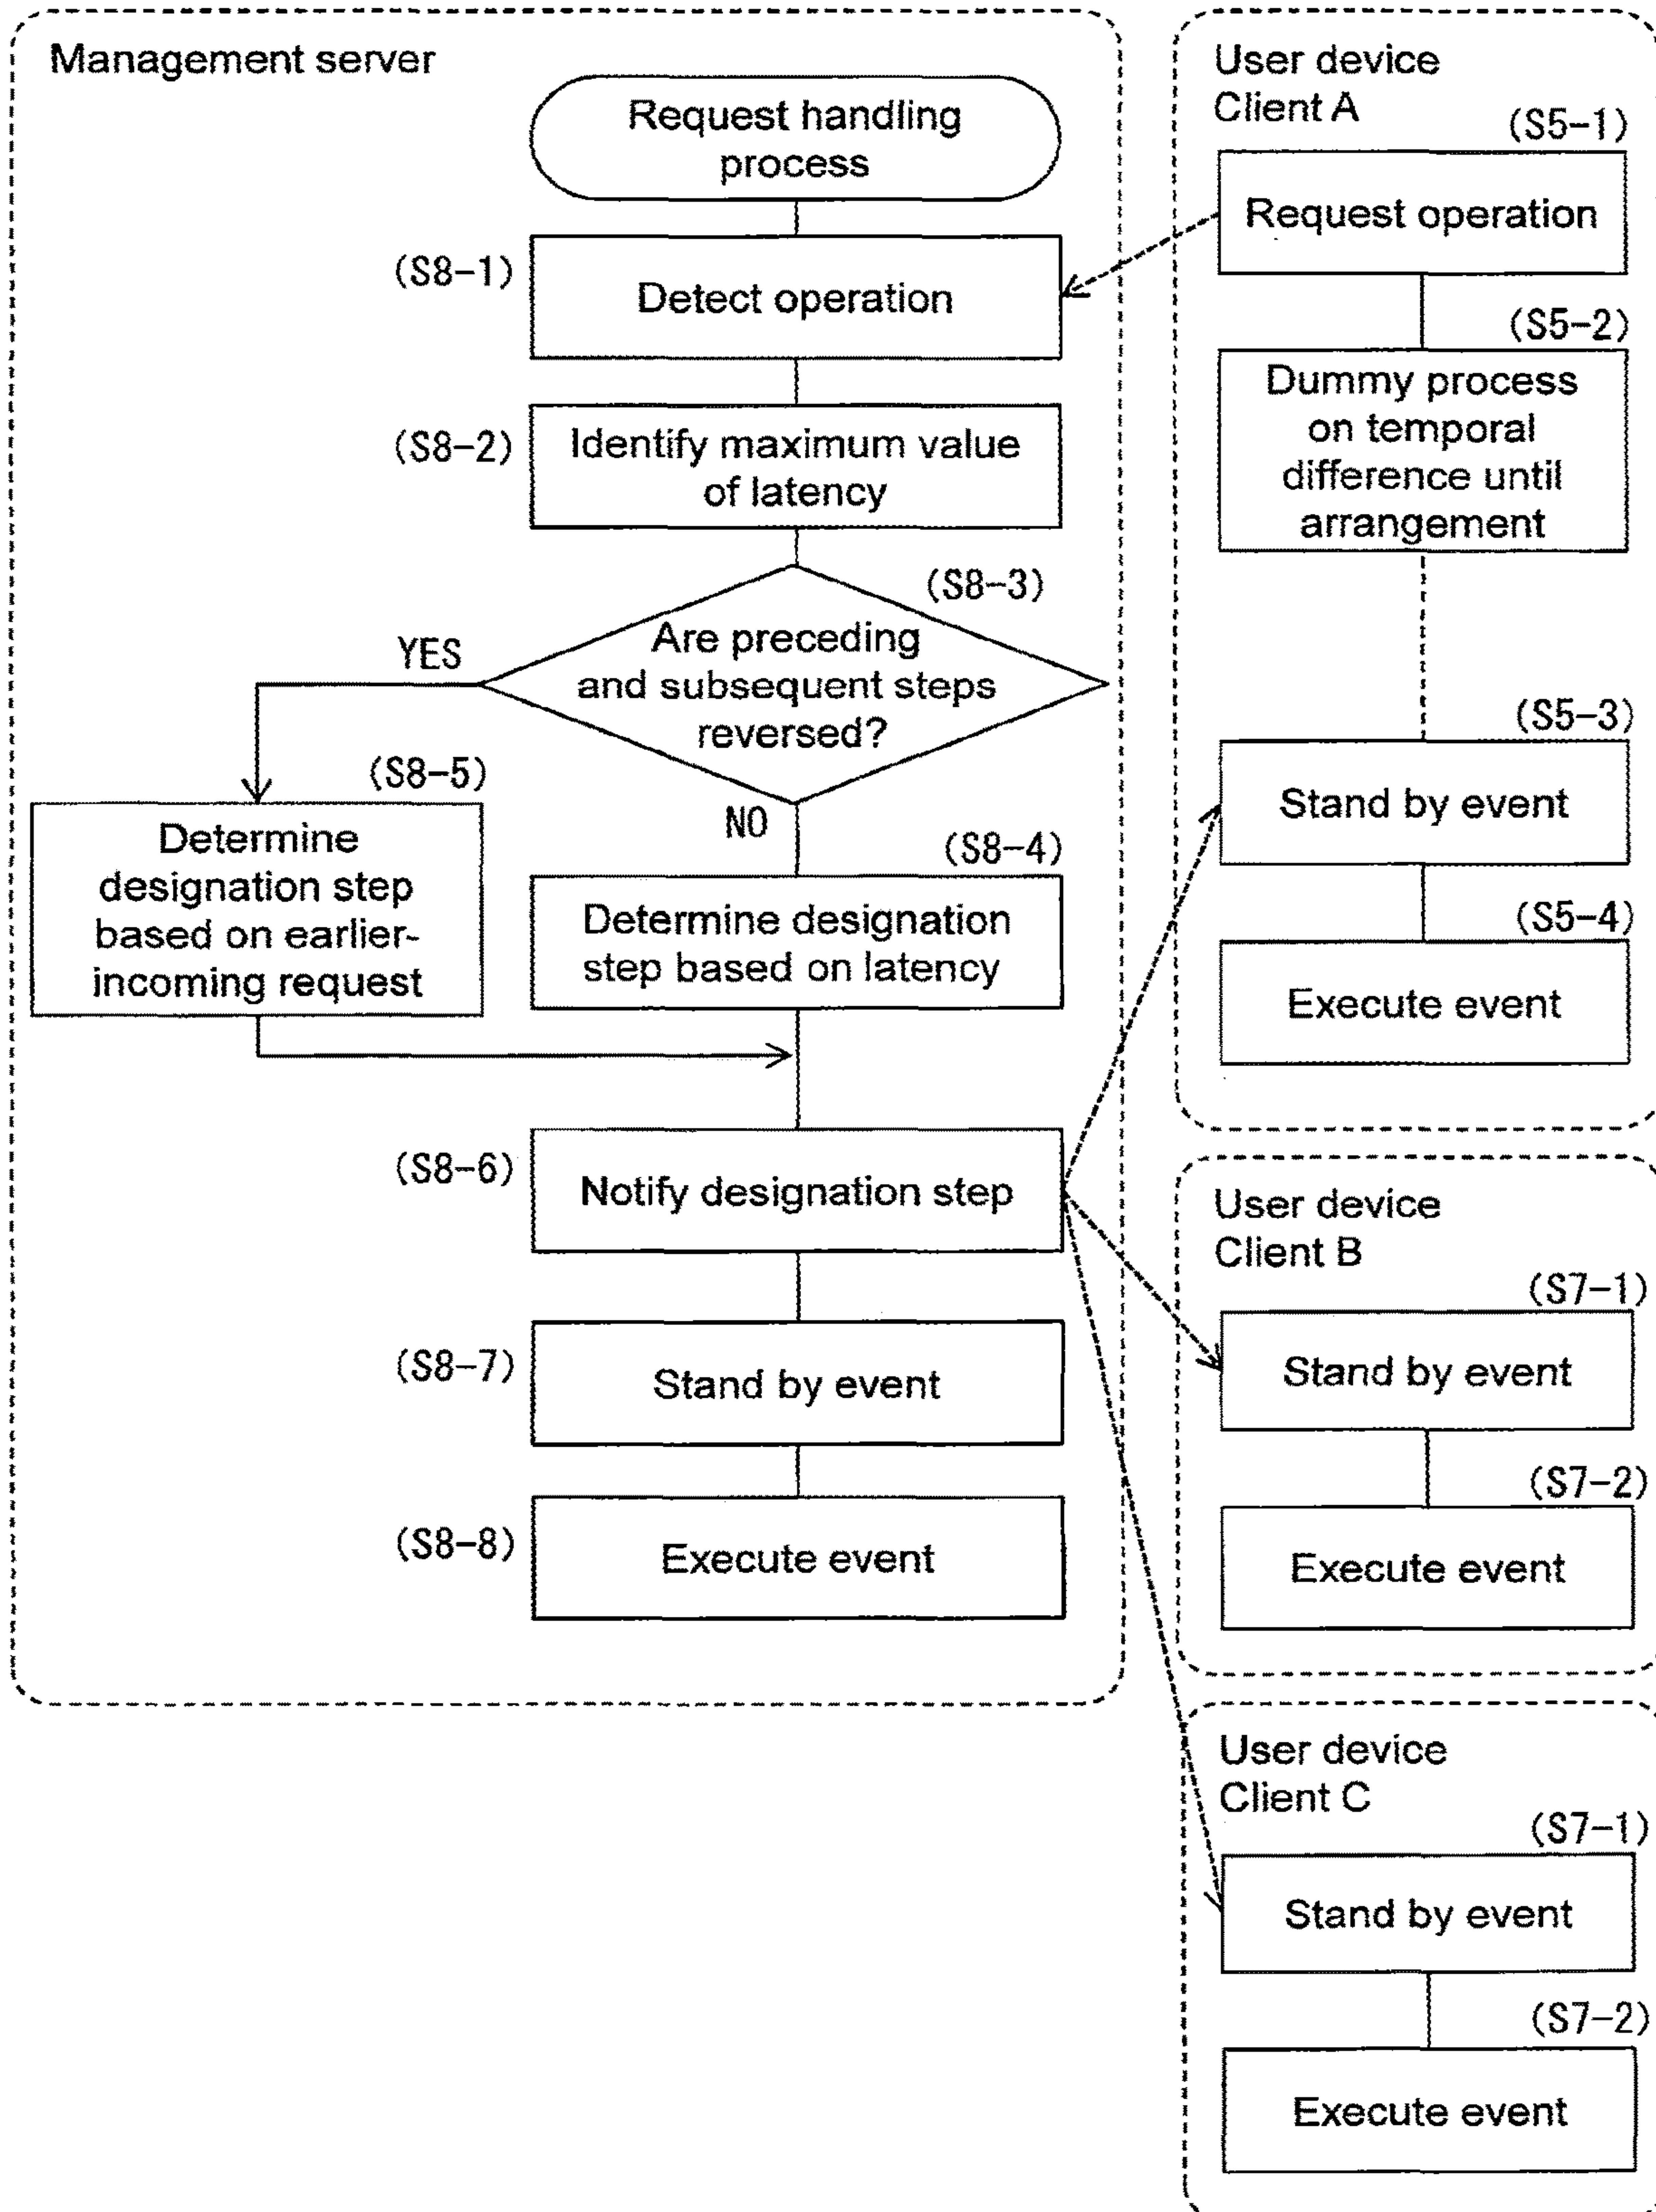 Management server
Request handling
process
(S8-1)
Detect operation
(S8-2)
Identify maximum value
of latency
(S8-3)
Are preceding
and subsequent steps
reversed?
YES
NO
(S8-5)
Determine
designation step
based on earlier-
incoming request
(S8-4)
Determine designation
step based on latency
(S8-6)
Notify designation step
(S8-7)
Stand by event
(S8-8)
Execute event
User device
Client A
(S5-1)
Request operation
(S5-2)
Dummy process
on temporal
difference until
arrangement
(S5-3)
Stand by event
(S5-4)
Execute event
User device
Client B
(S7-1)
Stand by event
(S7-2)
Execute event
User device
Client C
(S7-1)
Stand by event
(S7-2)
Execute event